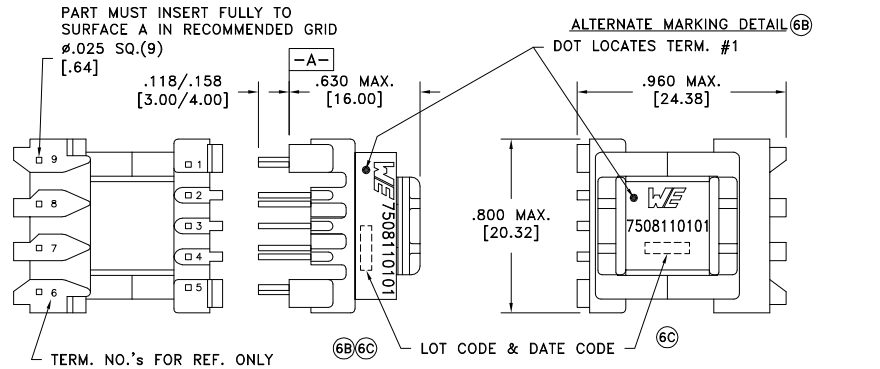 PART MUST INSERT FULLY TO
SURFACE A IN RECOMMENDED GRID
ø.025 SQ.(9)
[.64]
ALTERNATE MARKING DETAIL 6B
DOT LOCATES TERM. #1
-A-
.118/.158
[3.00/4.00]
.630 MAX.
[16.00]
.960 MAX.
[24.38]
9
1
8
2
7
3
4
6
5
WE
7508110101
.800 MAX.
[20.32]
WE
7508110101
TERM. NO.'s FOR REF. ONLY
6B 6C
LOT CODE & DATE CODE
6C